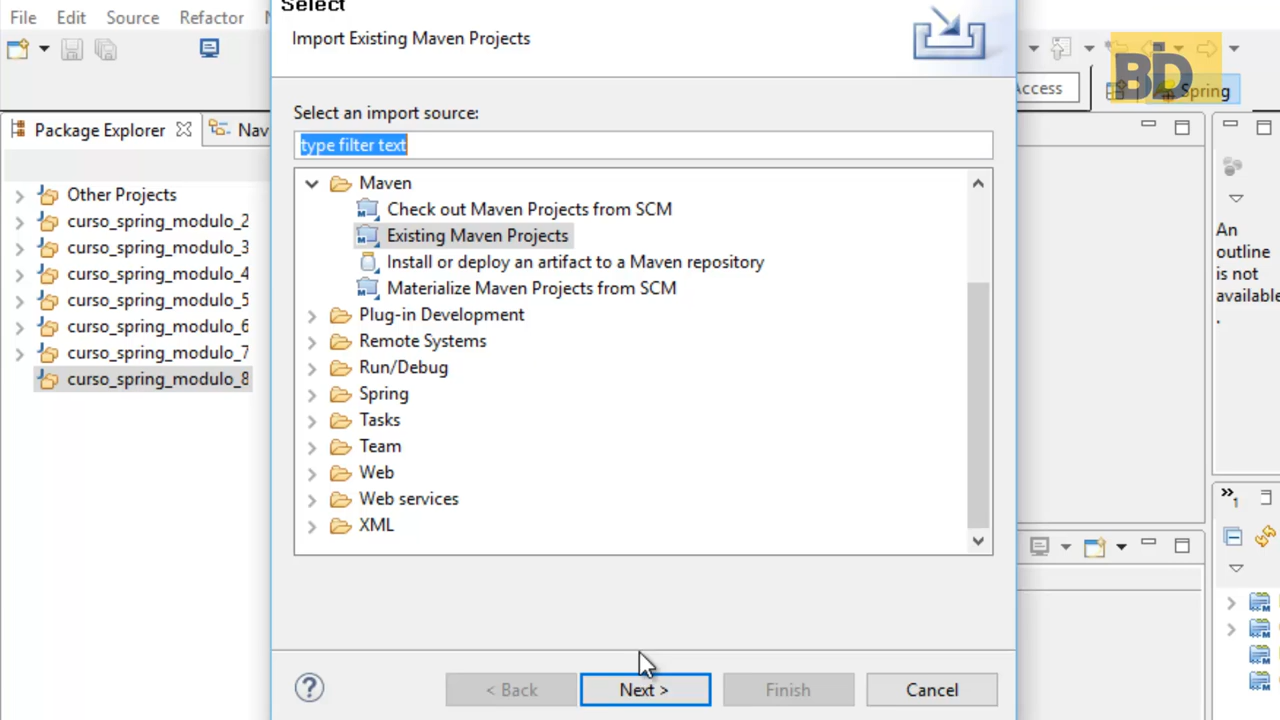 File Edit Source Refactor
Select
Import Existing Maven Projects
BD
Access
Spring
Package Explorer
Nav
Select an import source:
type filter text
Other Projects
curso_spring_modulo_2
curso_spring_modulo_3
curso_spring_modulo_4
curso_spring_modulo_5
curso_spring_modulo_6
curso_spring_modulo_7
curso_spring_modulo_8
Maven
Check out Maven Projects from SCM
Existing Maven Projects
Install or deploy an artifact to a Maven repository
Materialize Maven Projects from SCM
Plug-in Development
Remote Systems
Run/Debug
Spring
Tasks
Team
Web
Web services
XML
An
outline
is not
available
.
1
< Back
Next >
Finish
Cancel